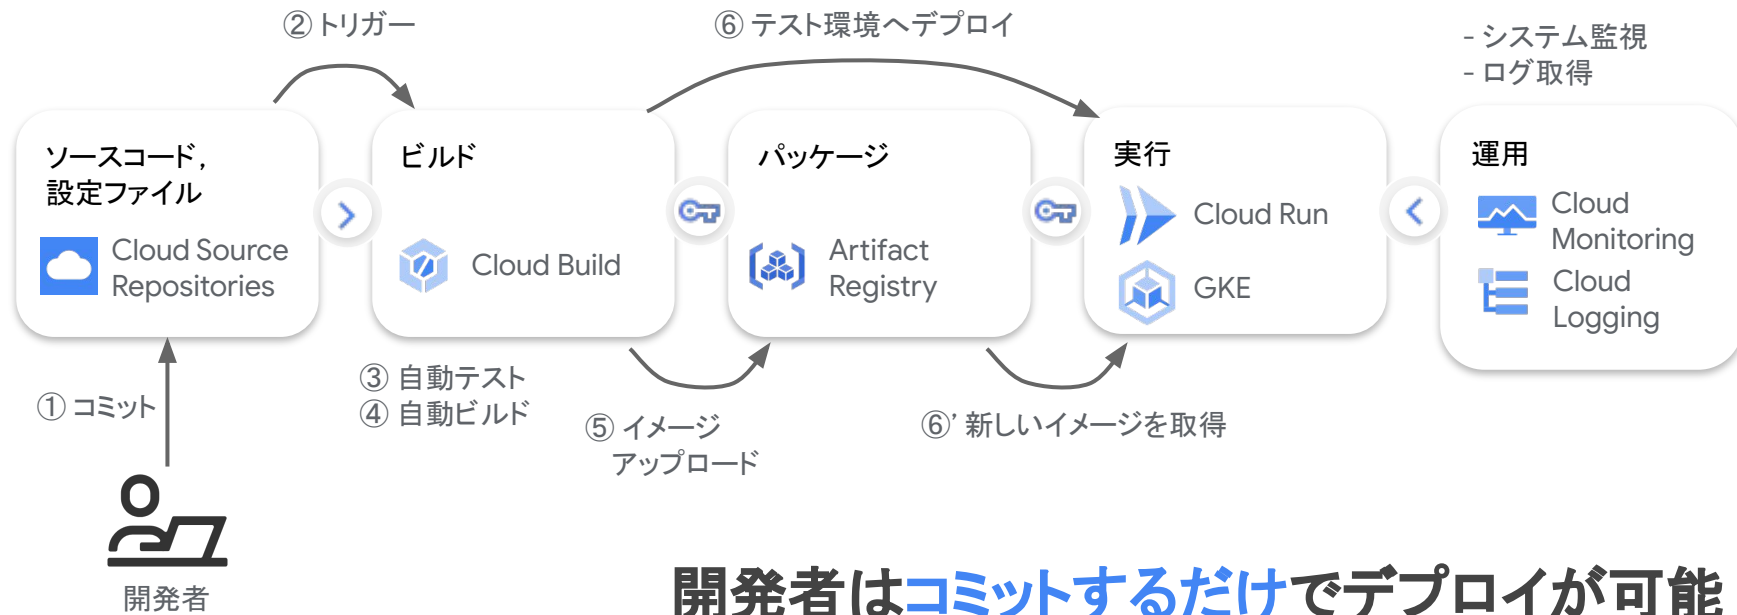 ② トリガー
⑥ テスト環境へデプロイ
- システム監視
- ログ取得
ソースコード,
設定ファイル
Cloud Source
Repositories
ビルド
Cloud Build
パッケージ
Artifact
Registry
実行
Cloud Run
GKE
運用
Cloud
Monitoring
Cloud
Logging
① コミット
③ 自動テスト
④ 自動ビルド
⑤ イメージ
アップロード
⑥’ 新しいイメージを取得
開発者
開発者はコミットするだけでデプロイが可能